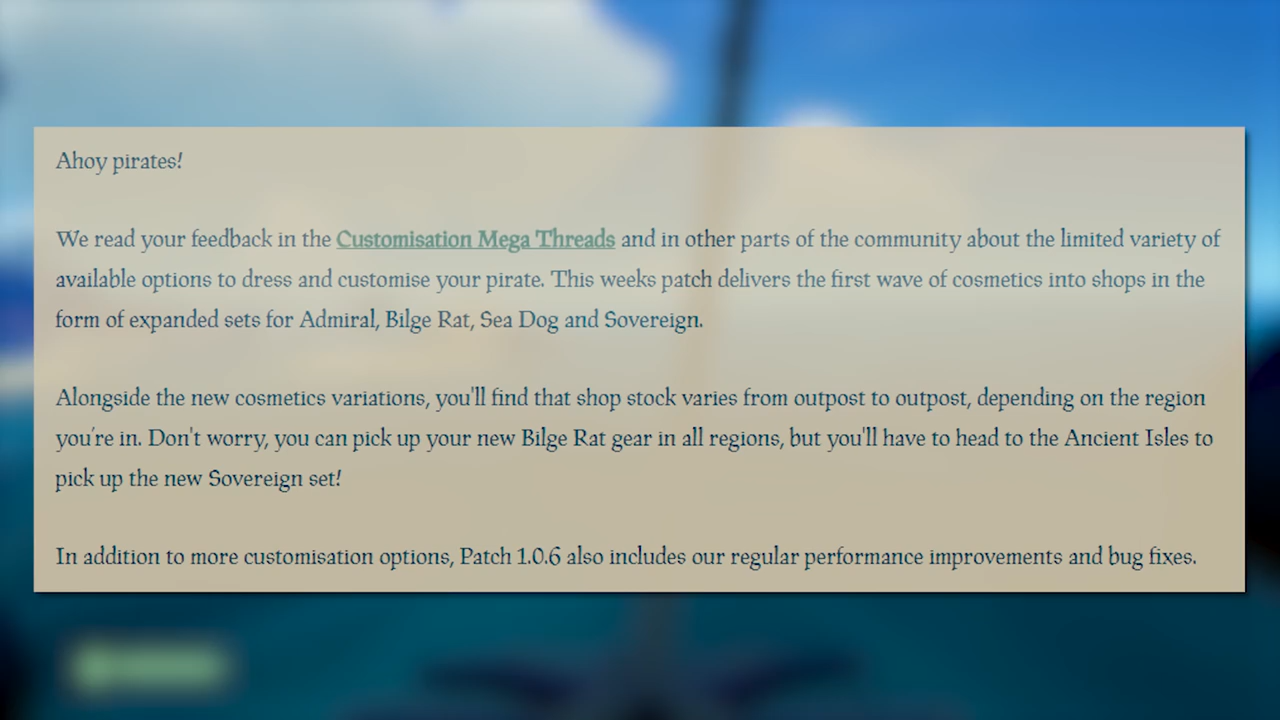 Ahoy pirates!
We read your feedback in the Customisation Mega Threads and in other parts of the community about the limited variety of
available options to dress and customise your pirate. This weeks patch delivers the first wave of cosmetics into shops in the
form of expanded sets for Admiral, Bilge Rat, Sea Dog and Sovereign.
Alongside the new cosmetics variations, you'll find that shop stock varies from outpost to outpost, depending on the region
you're in. Don't worry, you can pick up your new Bilge Rat gear in all regions, but you'll have to head to the Ancient Isles to
pick up the new Sovereign set!
In addition to more customisation options, Patch 1.0.6 also includes our regular performance improvements and bug fixes.